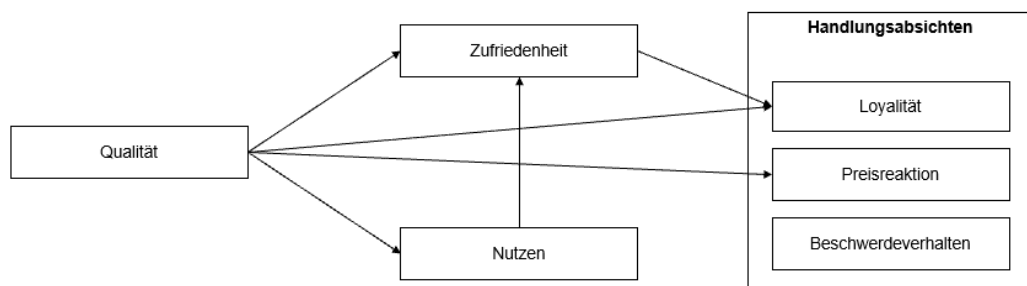 Handlungsabsichten
Zufriedenheit
Loyalität
Qualität
Preisreaktion
Nutzen
Beschwerdeverhalten